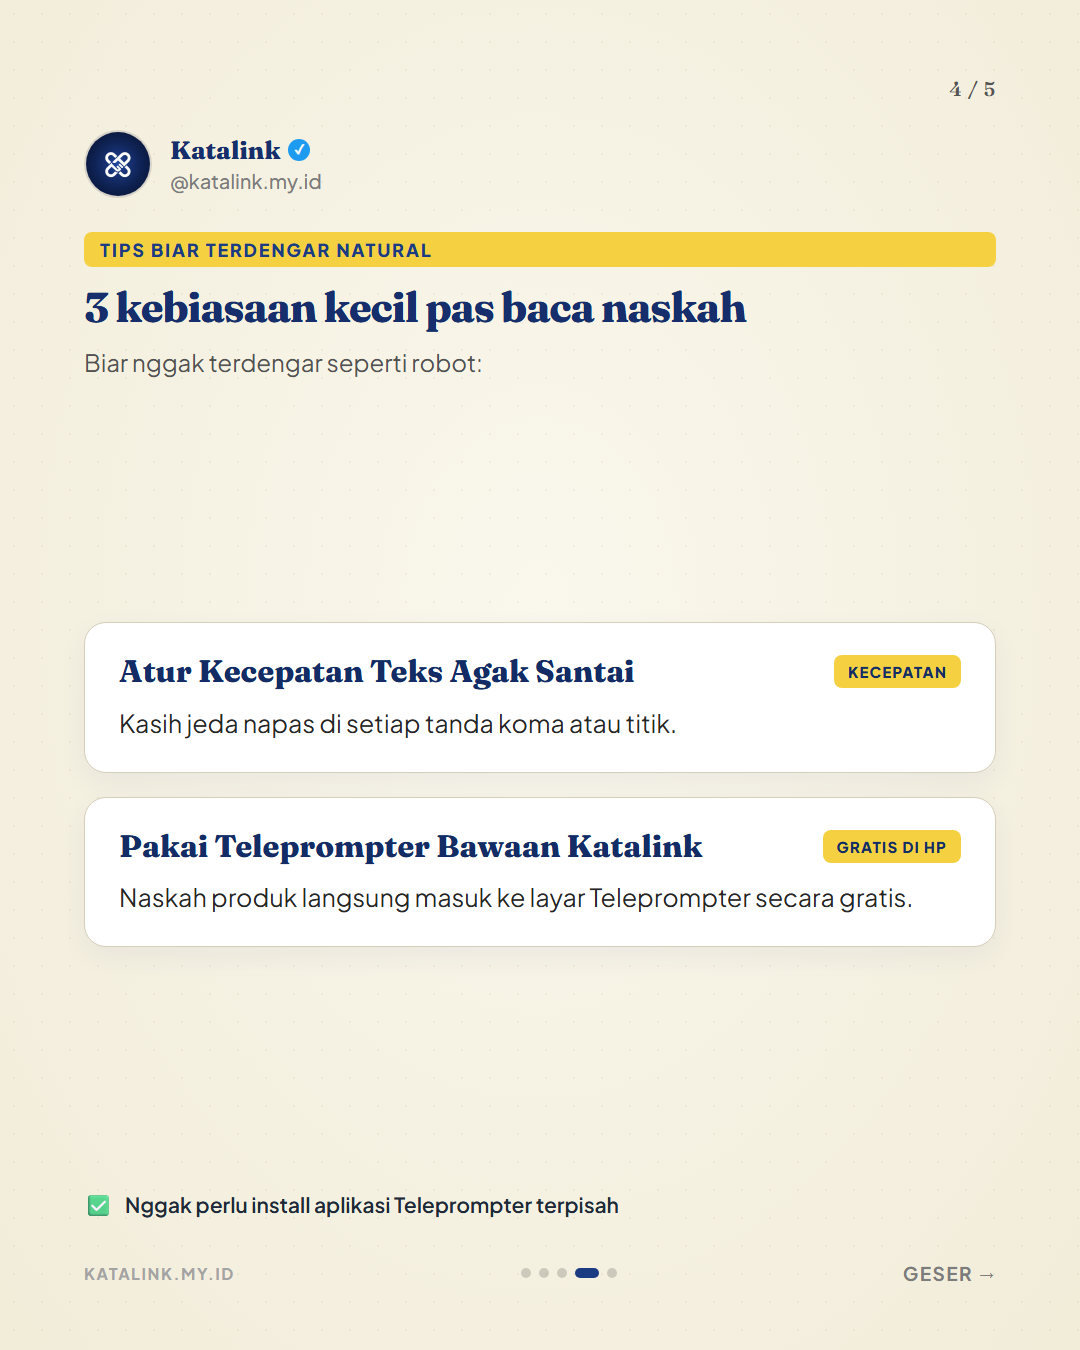 4 / 5
Katalink
@katalink.my.id
TIPS BIAR TERDENGAR NATURAL
3 kebiasaan kecil pas baca naskah
Biar nggak terdengar seperti robot:
Atur Kecepatan Teks Agak Santai
KECEPATAN
Kasih jeda napas di setiap tanda koma atau titik.
Pakai Teleprompter Bawaan Katalink
GRATIS DI HP
Naskah produk langsung masuk ke layar Teleprompter secara gratis.
✅ Nggak perlu install aplikasi Teleprompter terpisah
KATALINK.MY.ID
GESER →